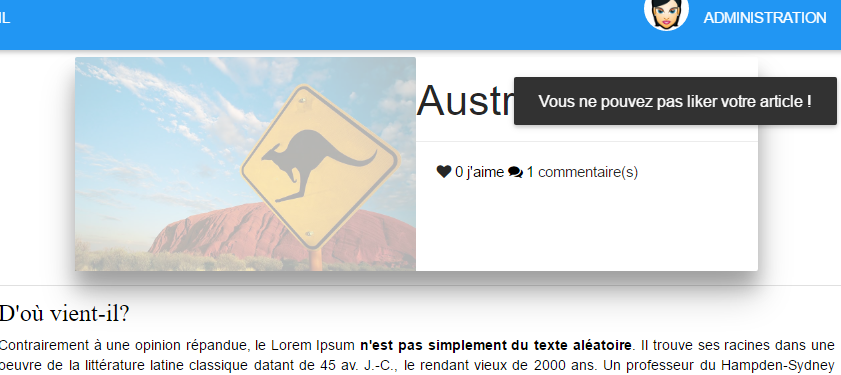 IL
ADMINISTRATION
Austr
Vous ne pouvez pas liker votre article !
0 j'aime 1 commentaire(s)
D'où vient-il?
Contrairement à une opinion répandue, le Lorem Ipsum n'est pas simplement du texte aléatoire. Il trouve ses racines dans une
oeuvre de la littérature latine classique datant de 45 av. J.-C., le rendant vieux de 2000 ans. Un professeur du Hampden-Sydney